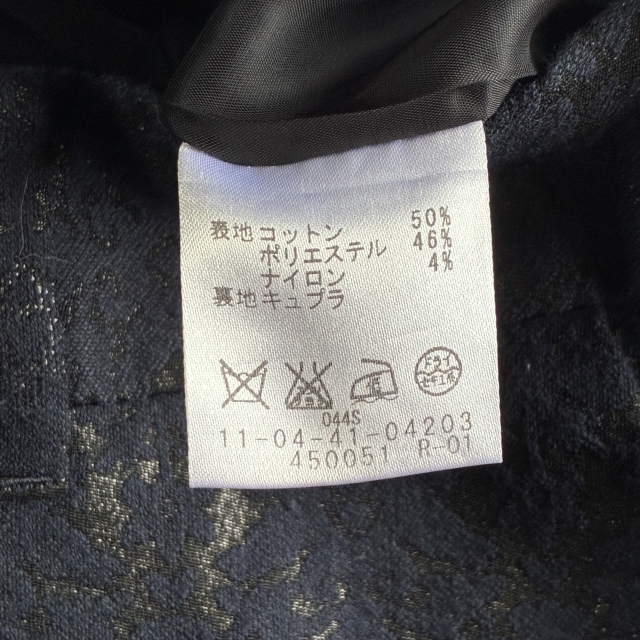 表地 コットン 50%
ポリエステル 46%
ナイロン 4%
裏地 キュプラ
ドライ
セキユ系
044S
11-04-41-04203
450051 R-01